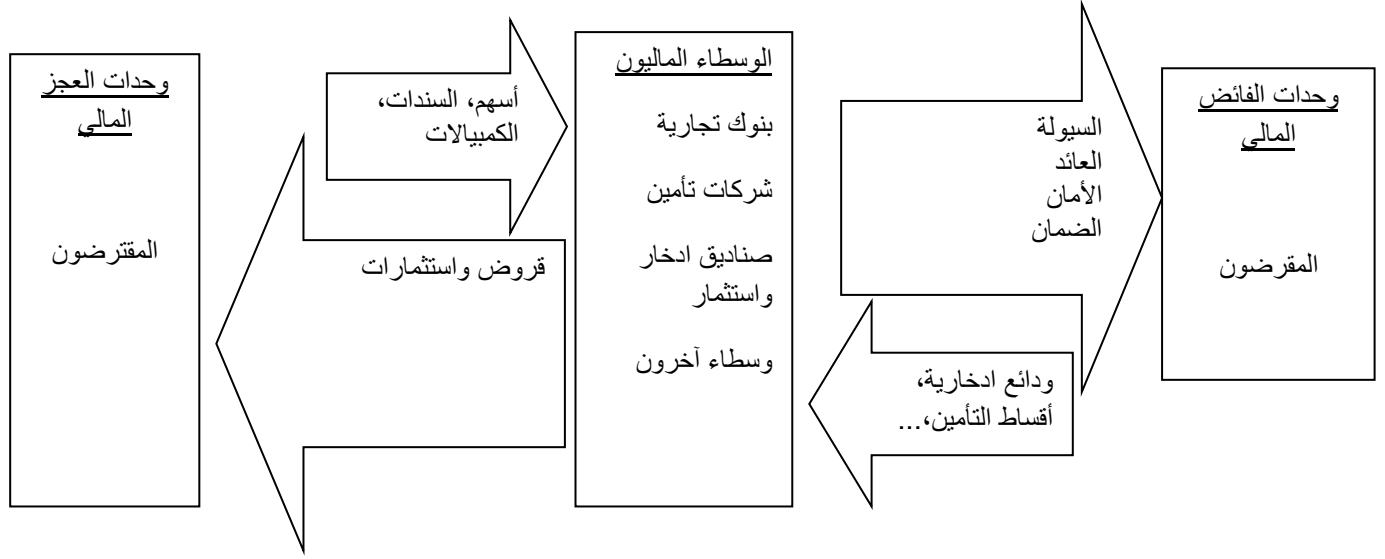 وحدات الفائض
المالي
المقرضون
السيولة
العائد
الأمان
الضمان
ودائع ادخارية،
أقساط التأمين،...
الوسطاء الماليون
بنوك تجارية
شركات تأمين
صناديق ادخار
واستثمار
وسطاء آخرون
أسهم، السندات،
الكمبيالات
قروض واستثمارات
وحدات العجز
المالي
المقترضون